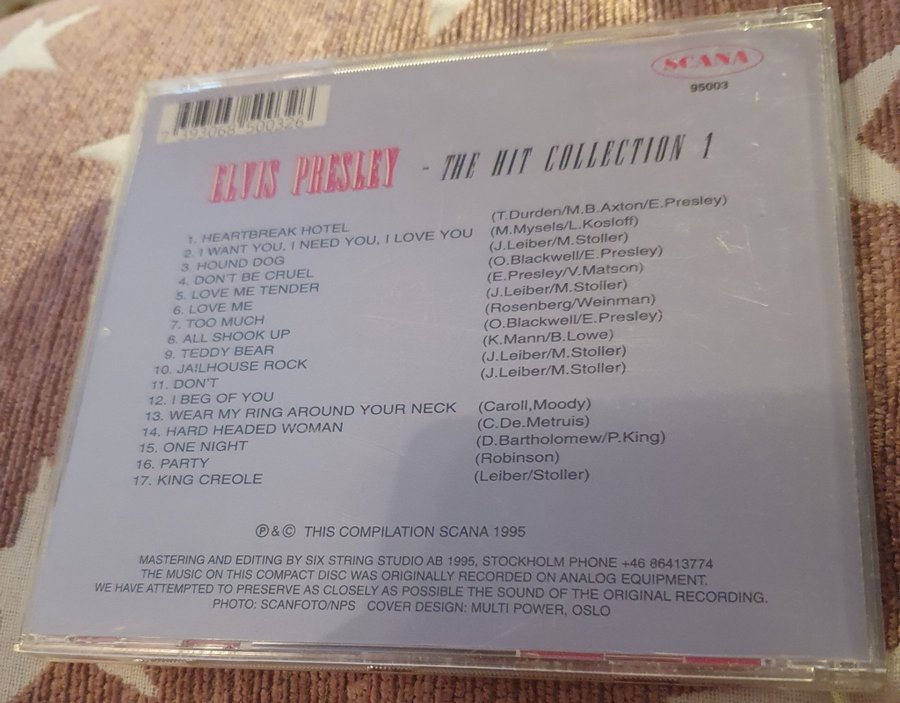 SCANA
95003
7 393068 500326
ELVIS PRESLEY - THE HIT COLLECTION 1
1. HEARTBREAK HOTEL (T.Durden/M.B.Axton/E.Presley)
2. I WANT YOU. I NEED YOU, I LOVE YOU (M.Mysels/L.Kosloff)
3. HOUND DOG (J.Leiber/M.Stoller)
4. DON'T BE CRUEL (O.Blackwell/E.Presley)
5. LOVE ME TENDER (E.Presley/V.Matson)
6. LOVE ME (J.Leiber/M.Stoller)
7. TOO MUCH (Rosenberg/Weinman)
8. ALL SHOOK UP (O.Blackwell/E.Presley)
9. TEDDY BEAR (K.Mann/B.Lowe)
10. JA!LHOUSE ROCK (J.Leiber/M.Stoller)
11. DON'T (J.Leiber/M.Stoller)
12. I BEG OF YOU
13. WEAR MY RING AROUND YOUR NECK (Caroll,Moody)
14. HARD HEADED WOMAN (C.De.Metruis)
15. ONE NIGHT (D.Bartholomew/P.King)
16. PARTY (Robinson)
17. KING CREOLE (Leiber/Stoller)
℗ & © THIS COMPILATION SCANA 1995
MASTERING AND EDITING BY SIX STRING STUDIO AB 1995, STOCKHOLM PHONE +46 86413774
THE MUSIC ON THIS COMPACT DISC WAS ORIGINALLY RECORDED ON ANALOG EQUIPMENT.
WE HAVE ATTEMPTED TO PRESERVE AS CLOSELY AS POSSIBLE THE SOUND OF THE ORIGINAL RECORDING.
PHOTO: SCANFOTO/NPS COVER DESIGN: MULTI POWER, OSLO